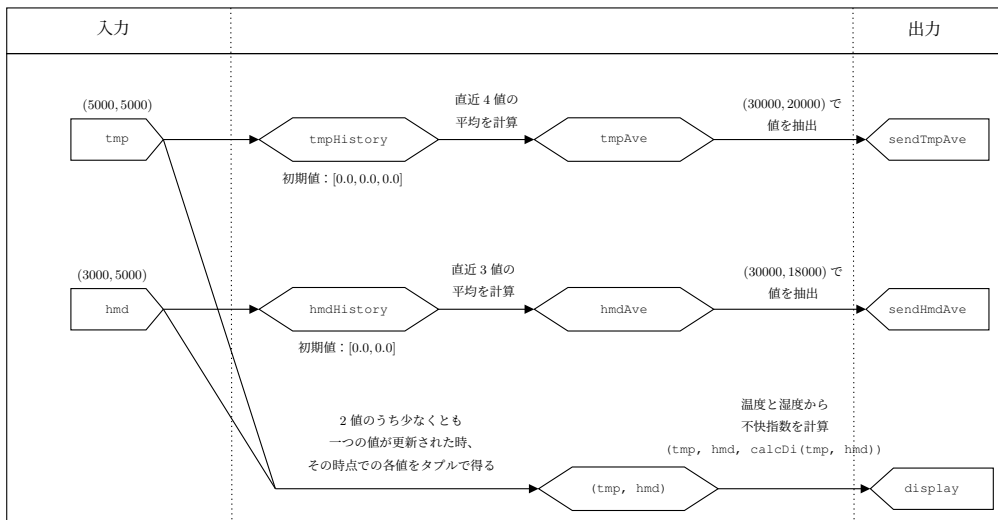 入力
出力
(5000, 5000)
tmp
tmpHistory
初期値：[0.0, 0.0, 0.0]
直近 4 値の
平均を計算
tmpAve
(30000, 20000) で
値を抽出
sendTmpAve
(3000, 5000)
hmd
hmdHistory
初期値：[0.0, 0.0]
直近 3 値の
平均を計算
hmdAve
(30000, 18000) で
値を抽出
sendHmdAve
2 値のうち少なくとも
一つの値が更新された時、
その時点での各値をタプルで得る
(tmp, hmd)
温度と湿度から
不快指数を計算
(tmp, hmd, calcDi(tmp, hmd))
display